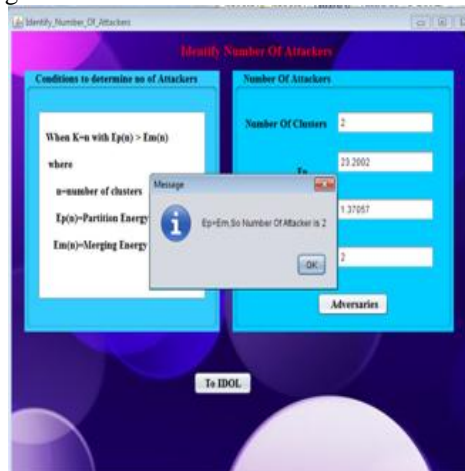 Identify_Number_Of_Attackers
Identify Number Of Attackers
Conditions to determine no of Attackers
When K=n with Ep(n) > Em(n)
where
n=number of clusters
Ep(n)=Partition Energy
Em(n)=Merging Energy
Number Of Attackers
Number Of Clusters 2
Ep 23.2002
1.37057
2
Adversaries
Message
Ep>Em,So Number Of Attacker is 2
OK
To IDOL